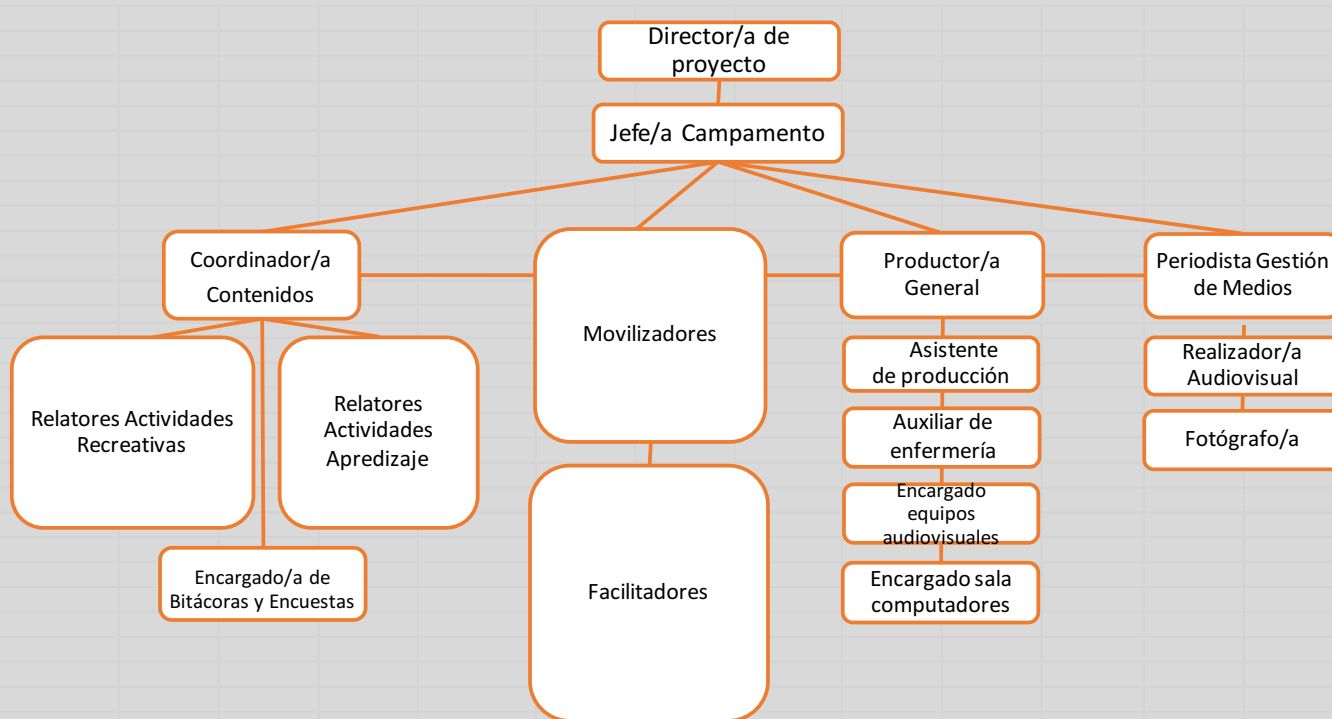 Director/a de
proyecto
Jefe/a Campamento
Coordinador/a
Contenidos
Movilizadores
Productor/a
General
Periodista Gestión
de Medios
Relatores Actividades
Recreativas
Relatores
Actividades
Apredizaje
Encargado/a de
Bitácoras y Encuestas
Facilitadores
Asistente
de producción
Auxiliar de
enfermería
Encargado
equipos
audiovisuales
Encargado sala
computadores
Realizador/a
Audiovisual
Fotógrafo/a